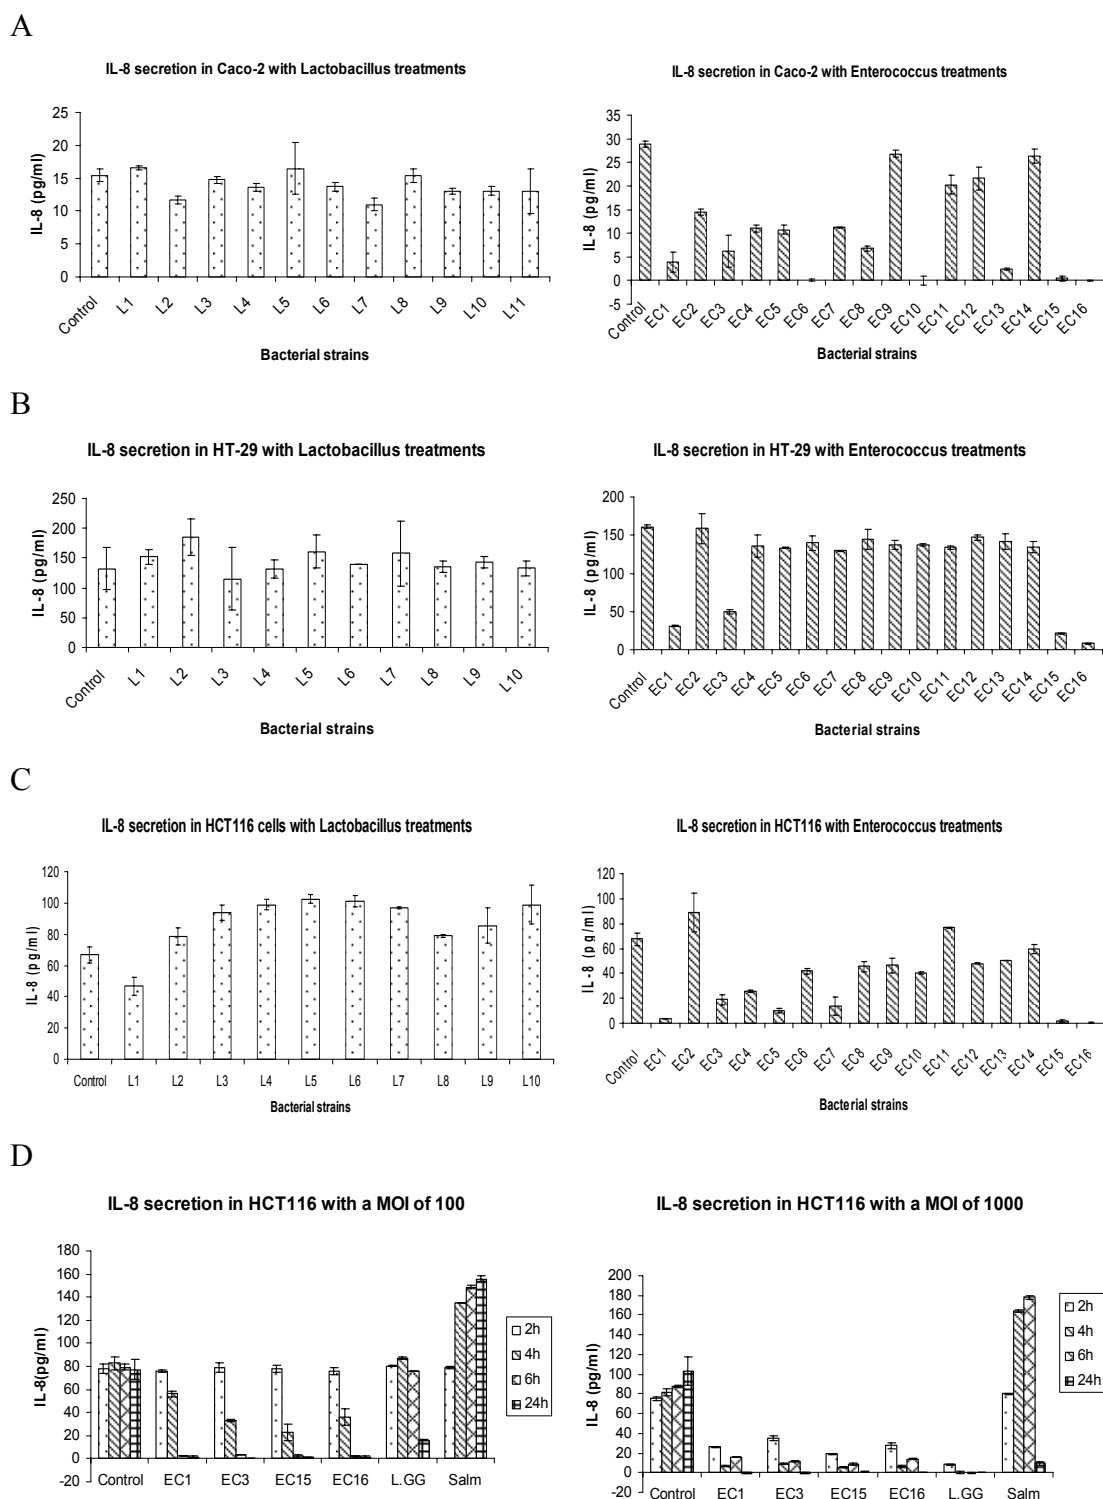 A
IL-8 secretion in Caco-2 with Lactobacillus treatments
IL-8 (pg/ml)
25
20
15
10
5
0
Control L1 L2 L3 L4 L5 L6 L7 L8 L9 L10 L11
Bacterial strains
IL-8 secretion in Caco-2 with Enterococcus treatments
IL-8 (pg/ml)
35
30
25
20
15
10
5
0
-5
Control EC1 EC2 EC3 EC4 EC5 EC6 EC7 EC8 EC9 EC10 EC11 EC12 EC13 EC14 EC15 EC16
Bacterial strains
B
IL-8 secretion in HT-29 with Lactobacillus treatments
IL-8 (pg/ml)
250
200
150
100
50
0
Control L1 L2 L3 L4 L5 L6 L7 L8 L9 L10
Bacterial strains
IL-8 secretion in HT-29 with Enterococcus treatments
IL-8 (pg/ml)
200
150
100
50
0
Control EC1 EC2 EC3 EC4 EC5 EC6 EC7 EC8 EC9 EC10 EC11 EC12 EC13 EC14 EC15 EC16
Bacterial strains
C
IL-8 secretion in HCT116 cells with Lactobacillus treatments
IL-8 (pg/ml)
120
100
80
60
40
20
0
Control L1 L2 L3 L4 L5 L6 L7 L8 L9 L10
Bacterial strains
IL-8 secretion in HCT116 with Enterococcus treatments
IL-8 (pg/ml)
120
100
80
60
40
20
0
Control EC1 EC2 EC3 EC4 EC5 EC6 EC7 EC8 EC9 EC10 EC11 EC12 EC13 EC14 EC15 EC16
Bacterial strains
D
IL-8 secretion in HCT116 with a MOI of 100
IL-8(pg/ml)
180
160
140
120
100
80
60
40
20
0
-20
Control EC1 EC3 EC15 EC16 L.GG Salm
2h
4h
6h
24h
IL-8 secretion in HCT116 with a MOI of 1000
IL-8 (pg/ml)
200
180
160
140
120
100
80
60
40
20
0
-20
Control EC1 EC3 EC15 EC16 L.GG Salm
2h
4h
6h
24h